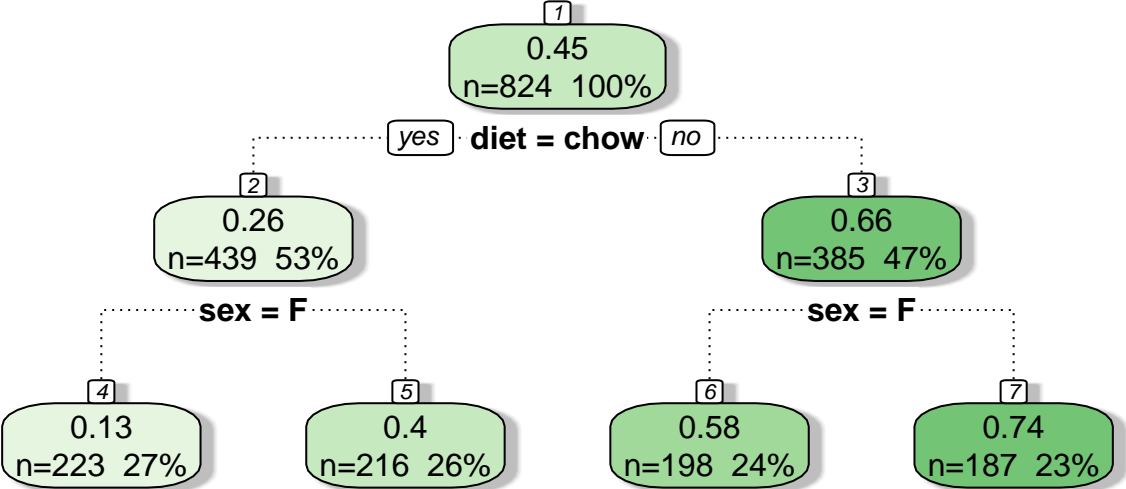 1
0.45
n=824 100%
yes diet = chow no
2
0.26
n=439 53%
3
0.66
n=385 47%
sex = F
sex = F
4
0.13
n=223 27%
5
0.4
n=216 26%
6
0.58
n=198 24%
7
0.74
n=187 23%